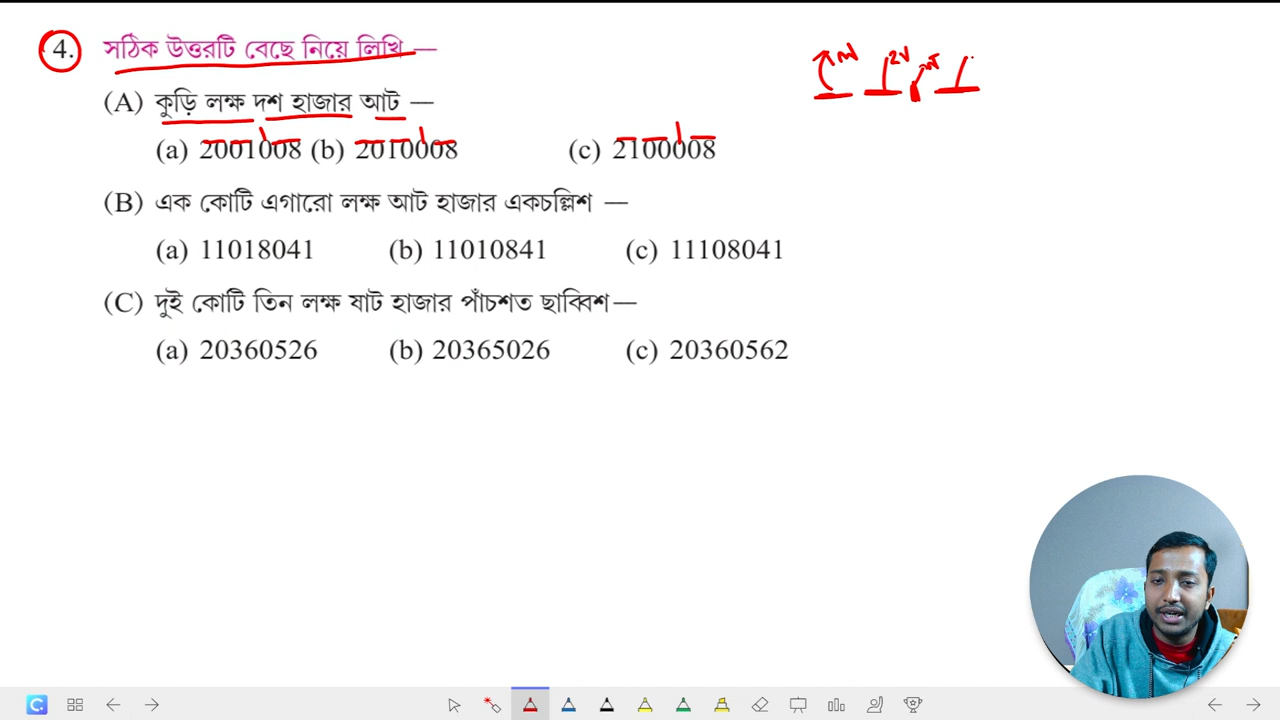 4. সঠিক উত্তরটি বেছে নিয়ে লিখি —
(A) কুড়ি লক্ষ দশ হাজার আট —
(a) 2001008 (b) 2010008 (c) 2100008
(B) এক কোটি এগারো লক্ষ আট হাজার একচল্লিশ —
(a) 11018041 (b) 11010841 (c) 11108041
(C) দুই কোটি তিন লক্ষ ষাট হাজার পাঁচশত ছাব্বিশ—
(a) 20360526 (b) 20365026 (c) 20360562